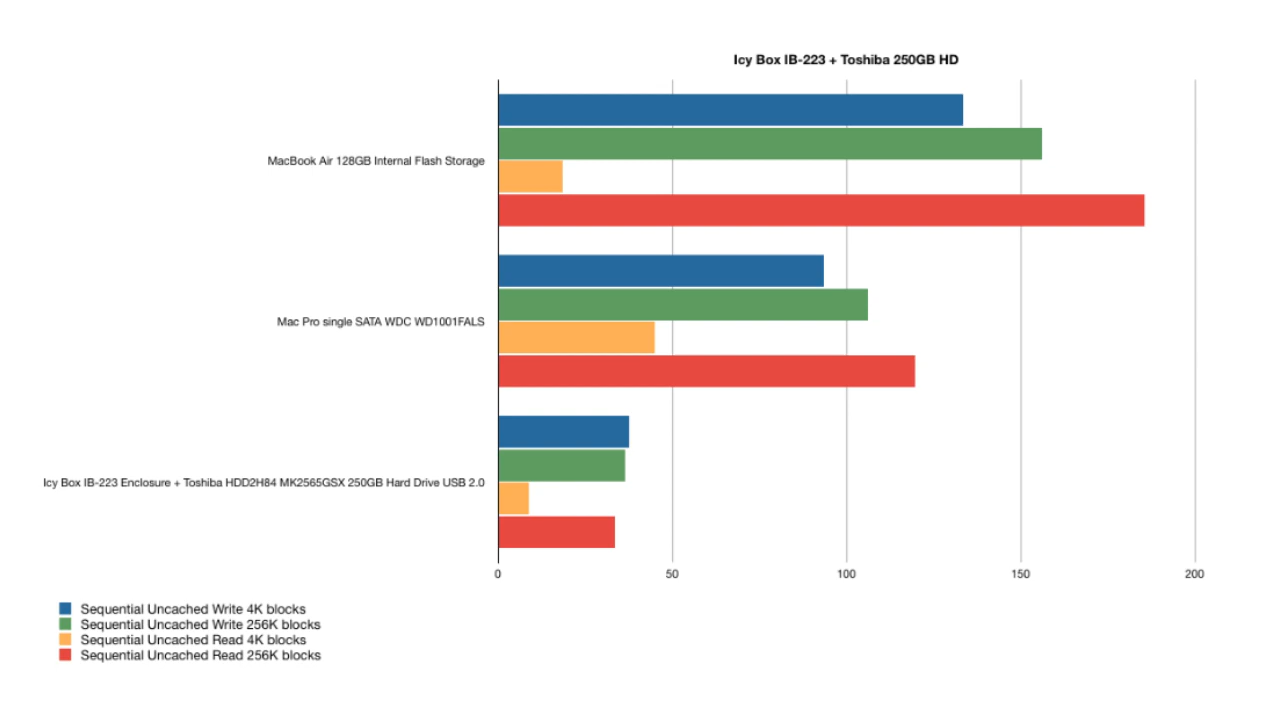 Icy Box IB-223 + Toshiba 250GB HD
MacBook Air 128GB Internal Flash Storage
Mac Pro single SATA WDC WD1001FALS
Icy Box IB-223 Enclosure + Toshiba HDD2H84 MK2565GSX 250GB Hard Drive USB 2.0
0 50 100 150 200
Sequential Uncached Write 4K blocks
Sequential Uncached Write 256K blocks
Sequential Uncached Read 4K blocks
Sequential Uncached Read 256K blocks